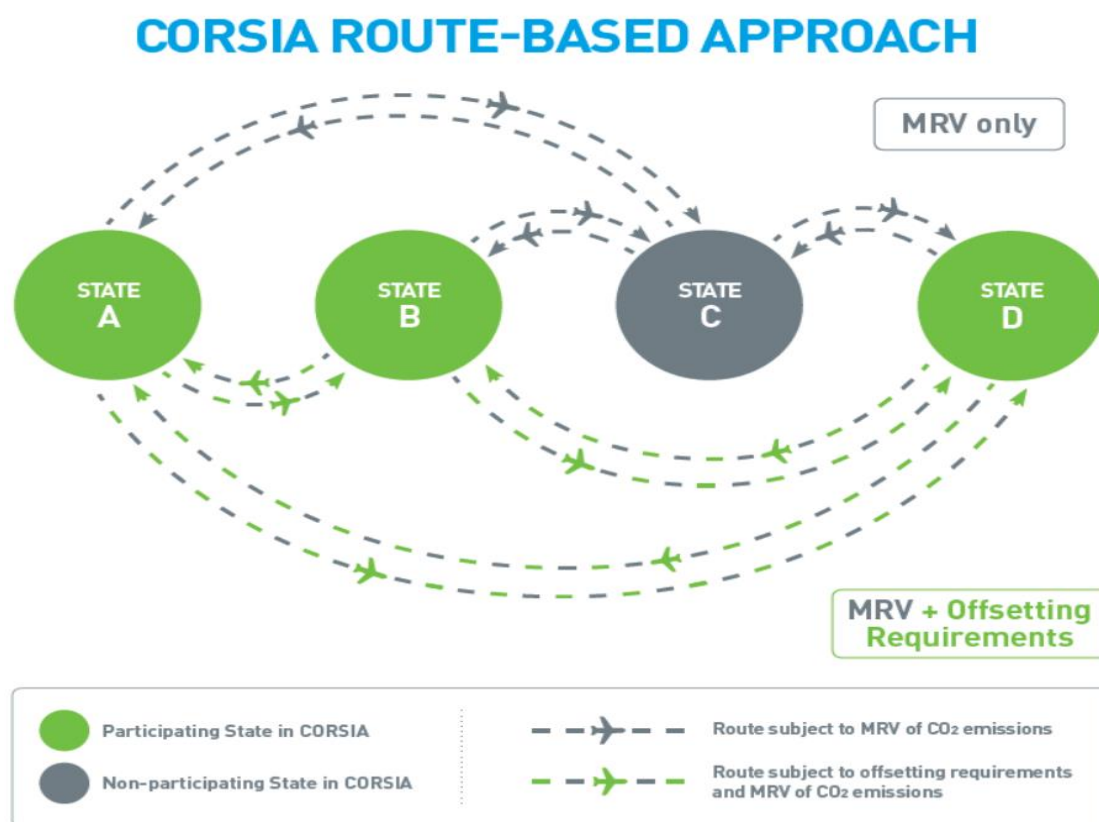 CORSIA ROUTE-BASED APPROACH
MRV only
STATE
A
STATE
B
STATE
C
STATE
D
MRV + Offsetting
Requirements
Participating State in CORSIA
Non-participating State in CORSIA
Route subject to MRV of CO₂ emissions
Route subject to offsetting requirements
and MRV of CO₂ emissions